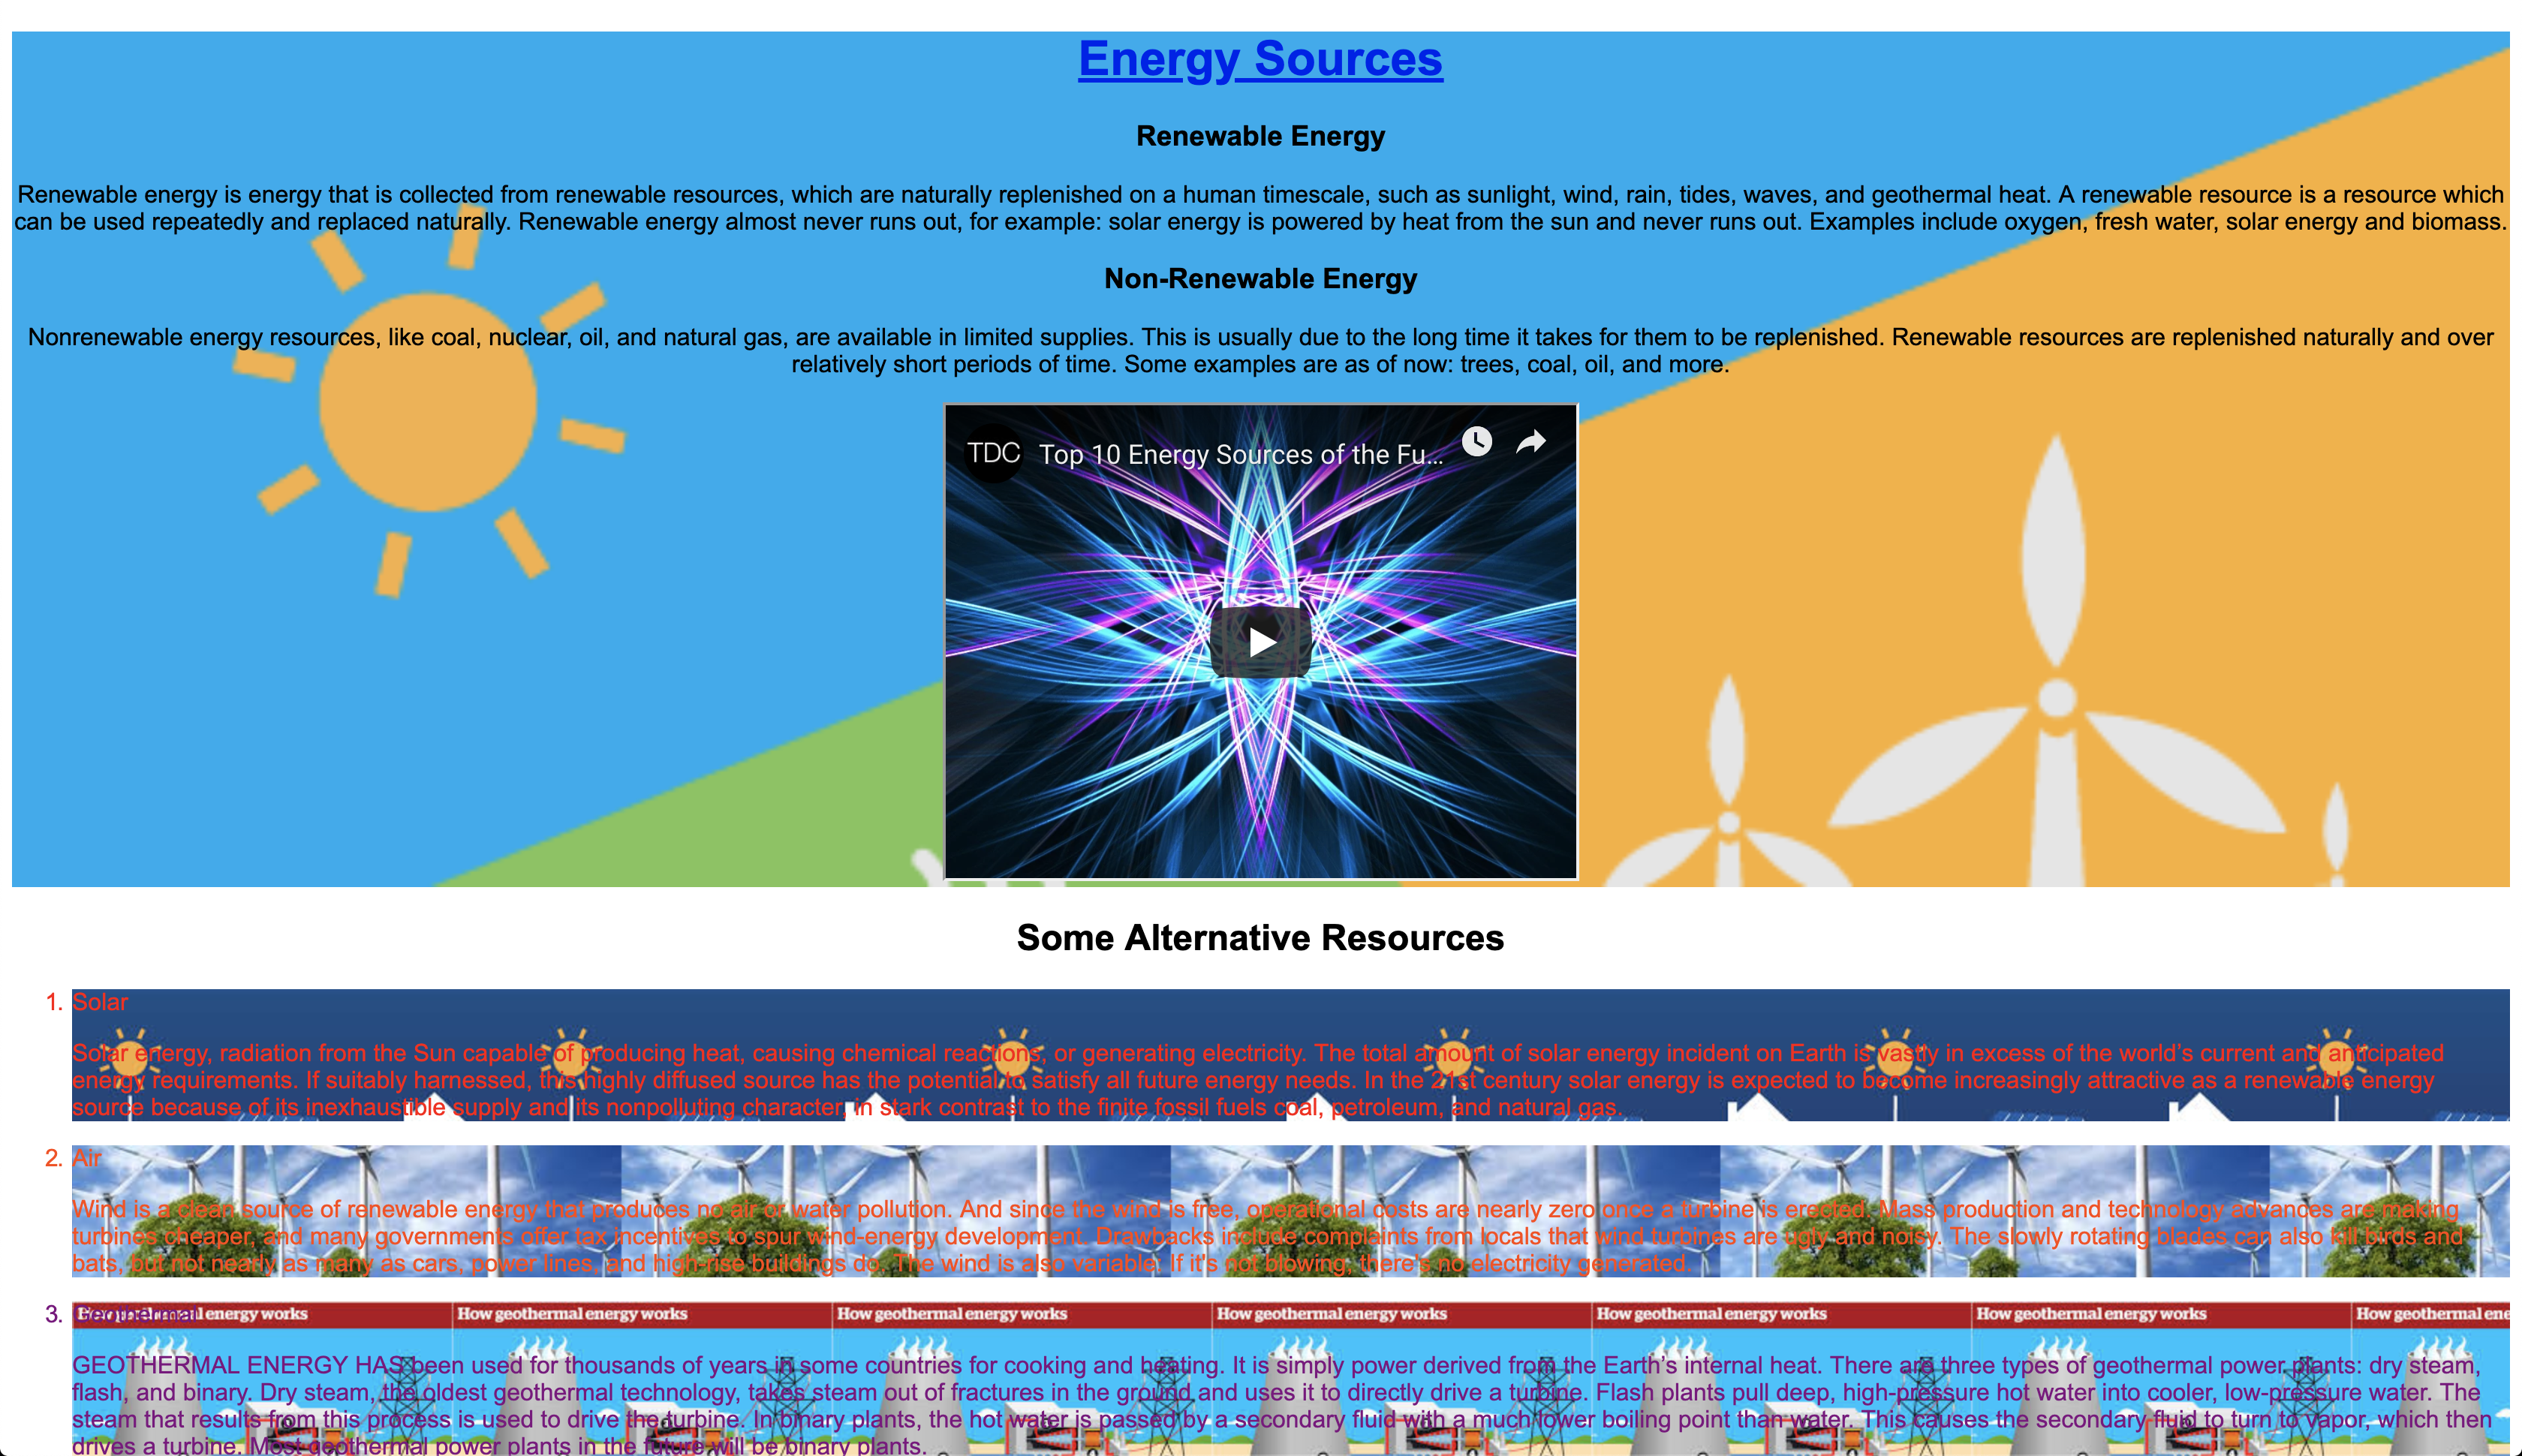 Energy Sources
Renewable Energy
Renewable energy is energy that is collected from renewable resources, which are naturally replenished on a human timescale, such as sunlight, wind, rain, tides, waves, and geothermal heat. A renewable resource is a resource which
can be used repeatedly and replaced naturally. Renewable energy almost never runs out, for example: solar energy is powered by heat from the sun and never runs out. Examples include oxygen, fresh water, solar energy and biomass.
Non-Renewable Energy
Nonrenewable energy resources, like coal, nuclear, oil, and natural gas, are available in limited supplies. This is usually due to the long time it takes for them to be replenished. Renewable resources are replenished naturally and over
relatively short periods of time. Some examples are as of now: trees, coal, oil, and more.
TDC Top 10 Energy Sources of the Fu...
Some Alternative Resources
1. Solar
Solar energy, radiation from the Sun capable of producing heat, causing chemical reactions, or generating electricity. The total amount of solar energy incident on Earth is vastly in excess of the world's current and anticipated
energy requirements. If suitably harnessed, this highly diffused source has the potential to satisfy all future energy needs. In the 21st century solar energy is expected to become increasingly attractive as a renewable energy
source because of its inexhaustible supply and its nonpolluting character, in stark contrast to the finite fossil fuels coal, petroleum, and natural gas.
2. Air
Wind is a clean source of renewable energy that produces no air or water pollution. And since the wind is free, operational costs are nearly zero once a turbine is erected. Mass production and technology advances are making
turbines cheaper, and many governments offer tax incentives to spur wind-energy development. Drawbacks include complaints from locals that wind turbines are ugly and noisy. The slowly rotating blades can also kill birds and
bats, but not nearly as many as cars, power lines, and high-rise buildings do. The wind is also variable: If it's not blowing, there's no electricity generated.
3. Geothermal
energy works How geothermal energy works How geothermal energy works How geothermal energy works How geothermal energy works How geothermal energy works How geothermal ene
GEOTHERMAL ENERGY HAS been used for thousands of years in some countries for cooking and heating. It is simply power derived from the Earth's internal heat. There are three types of geothermal power plants: dry steam,
flash, and binary. Dry steam, the oldest geothermal technology, takes steam out of fractures in the ground and uses it to directly drive a turbine. Flash plants pull deep, high-pressure hot water into cooler, low-pressure water. The
steam that results from this process is used to drive the turbine. In binary plants, the hot water is passed by a secondary fluid with a much lower boiling point than water. This causes the secondary fluid to turn to vapor, which then
drives a turbine. Most geothermal power plants in the future will be binary plants.